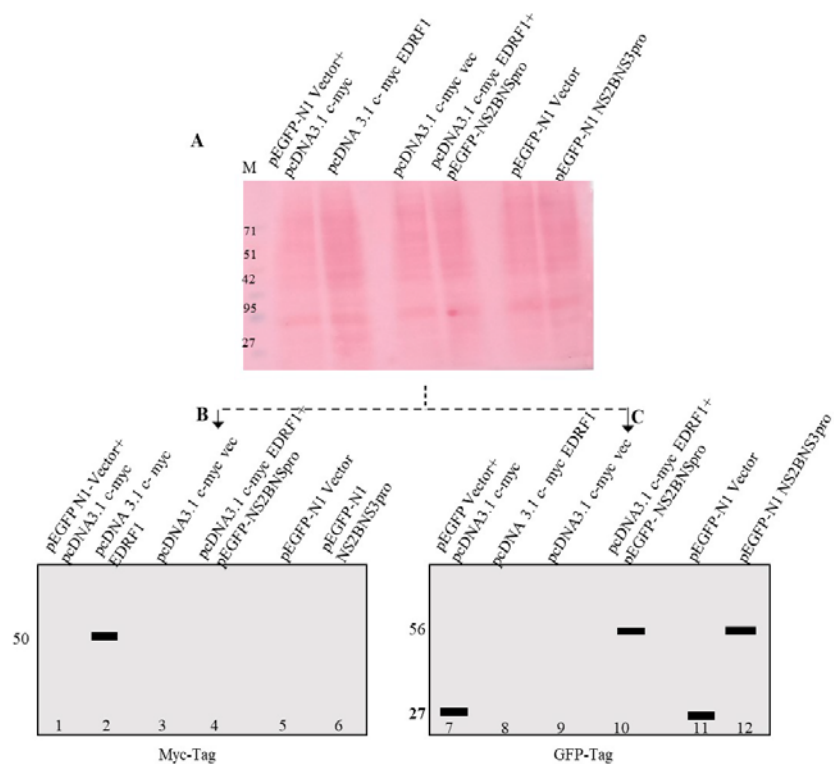 A
M
pEGFP-N1 Vector+
pcDNA3.1 c-myc
pcDNA 3.1 c- myc EDRF1
pcDNA3.1 c-myc vec
pcDNA3.1 c-myc EDRF1+
pEGFP-NS2BNSpro
pEGFP-N1 Vector
pEGFP-N1 NS2BNS3pro
71
51
42
95
27
B
pEGFP N1-Vector+
pcDNA3.1 c-myc
pcDNA 3.1 c- myc
EDRF1
pcDNA3.1 c-myc vec
pcDNA3.1 c-myc EDRF1+
pEGFP-NS2BNSpro
pEGFP-N1 Vector
pEGFP-N1
NS2BNS3pro
50
1 2 3 4 5 6
Myc-Tag
C
pEGFP Vector+
pcDNA3.1 c-myc
pcDNA 3.1 c- myc EDRF1
pcDNA3.1 c-myc vec
pcDNA3.1 c-myc EDRF1+
pEGFP- NS2BNSpro
pEGFP-N1 Vector
pEGFP-N1 NS2BNS3pro
56
27
7 8 9 10 11 12
GFP-Tag